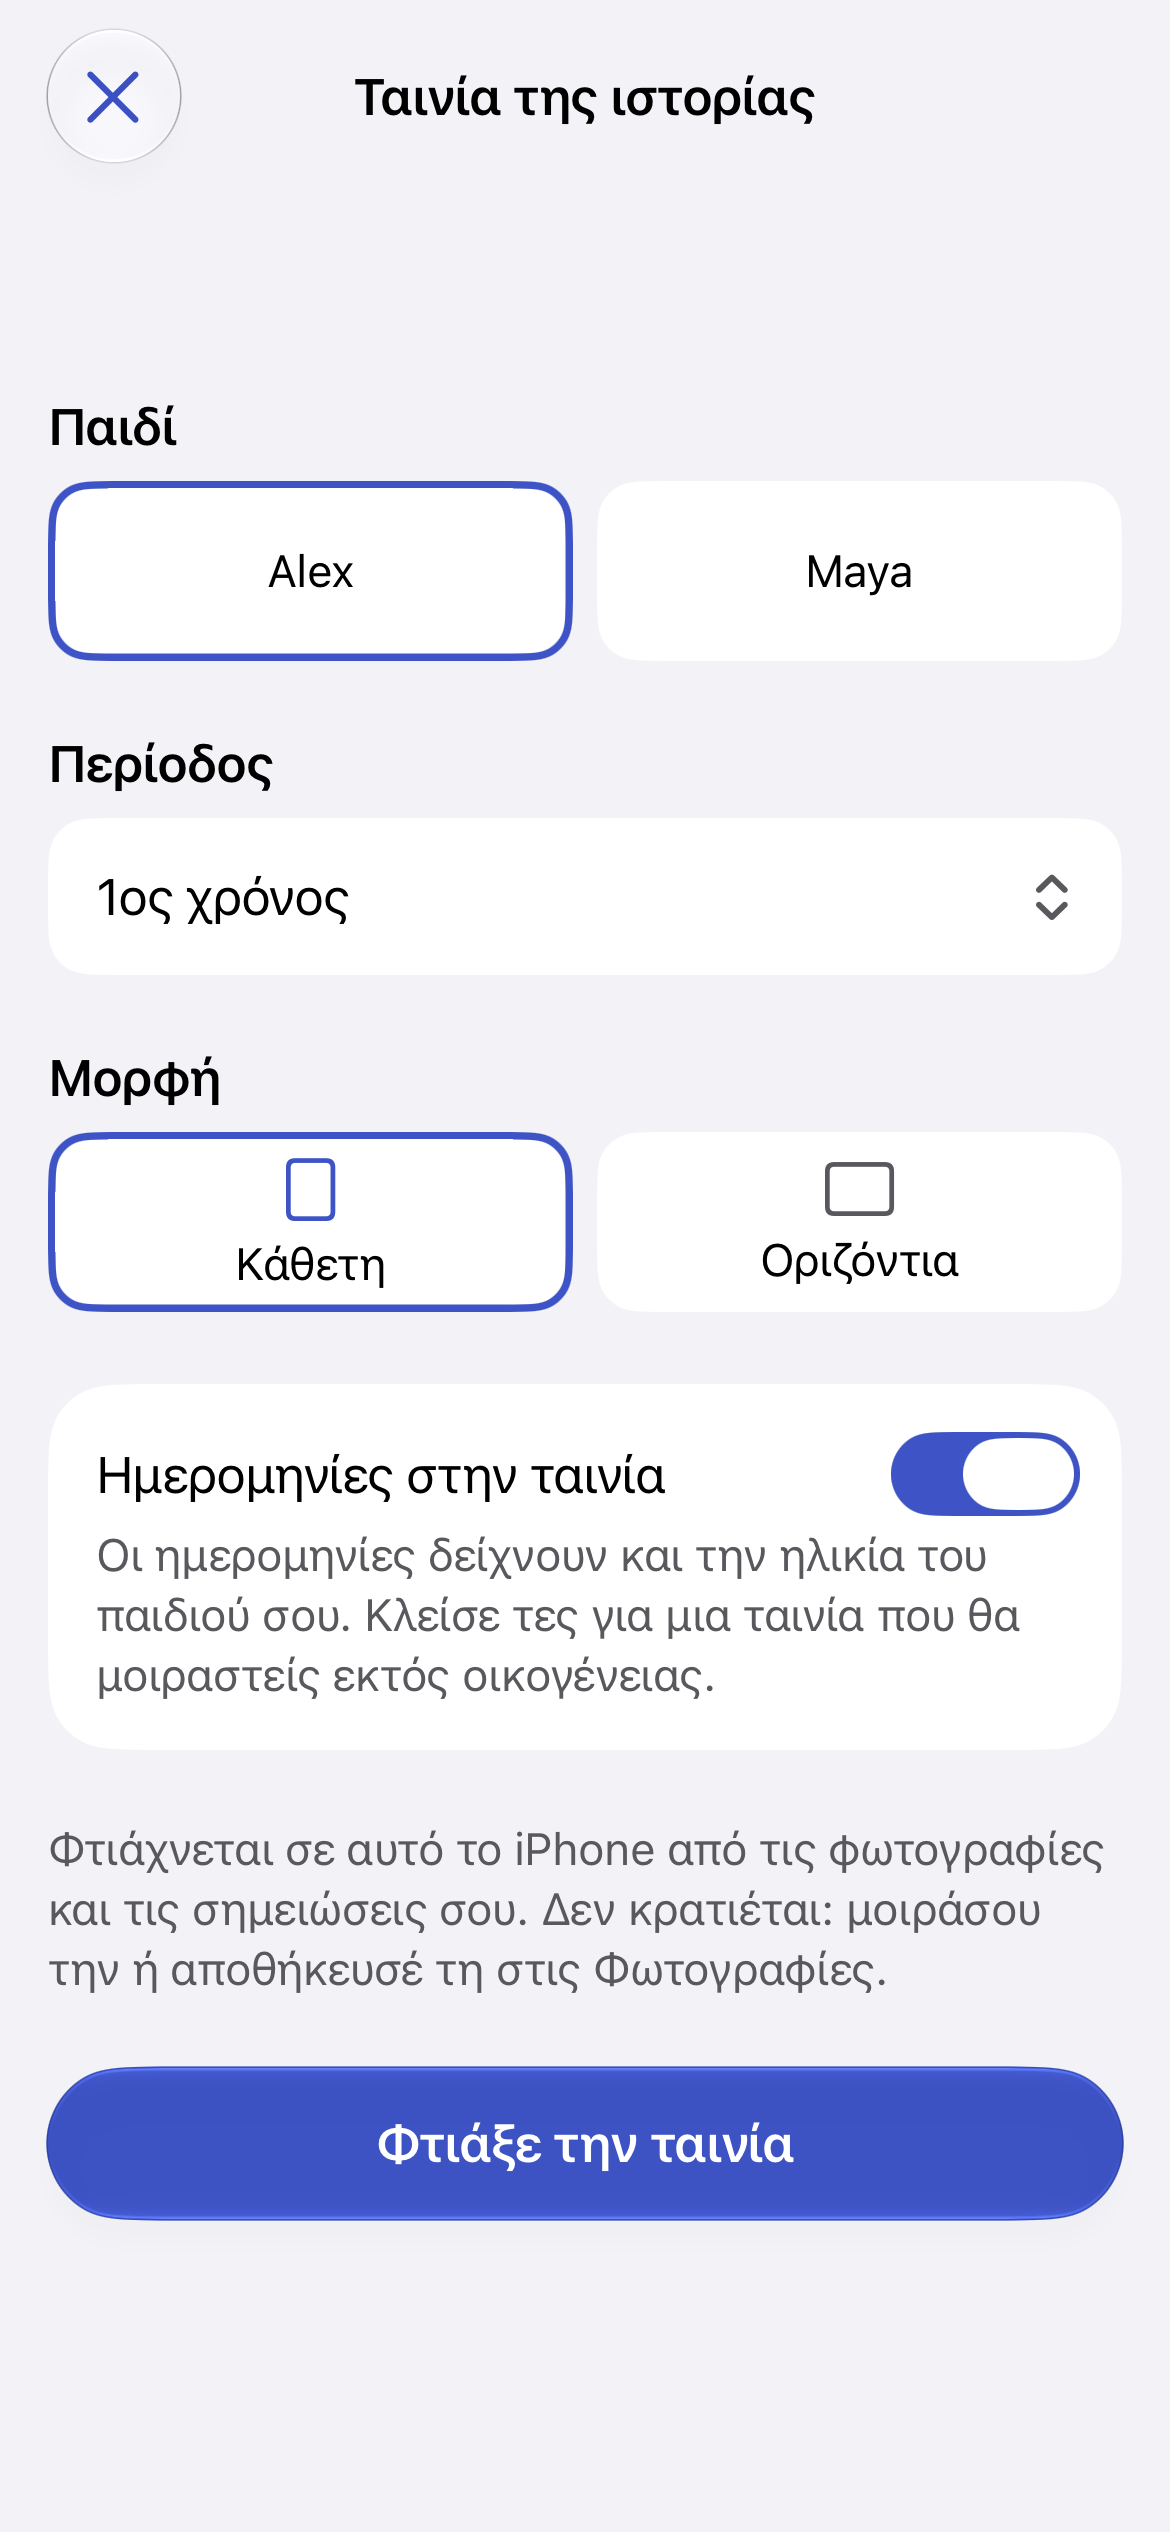 Ταινία της ιστορίας
Παιδί
Alex
Maya
Περίοδος
1ος χρόνος
Μορφή
Κάθετη
Οριζόντια
Ημερομηνίες στην ταινία
Οι ημερομηνίες δείχνουν και την ηλικία του
παιδιού σου. Κλείσε τες για μια ταινία που θα
μοιραστείς εκτός οικογένειας.
Φτιάχνεται σε αυτό το iPhone από τις φωτογραφίες
και τις σημειώσεις σου. Δεν κρατιέται: μοιράσου
την ή αποθήκευσέ τη στις Φωτογραφίες.
Φτιάξε την ταινία